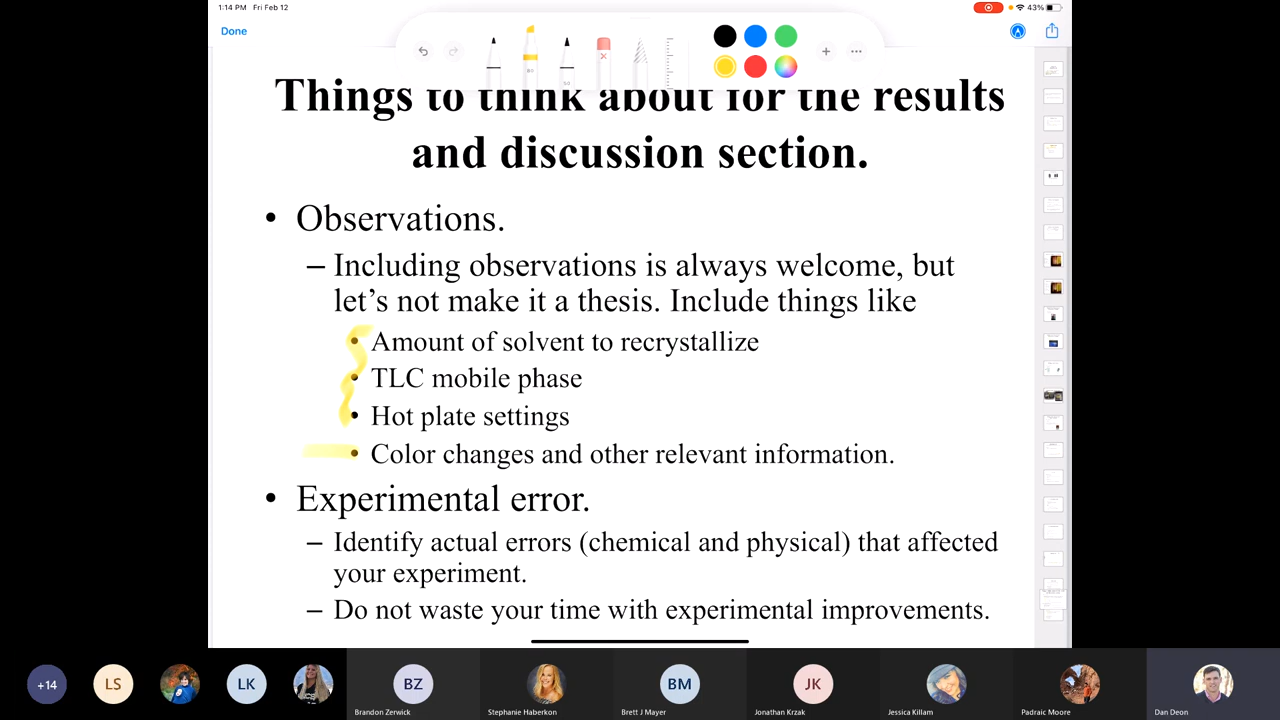 1:14 PM Fri Feb 12
43%
Done
Things to think about for the results
and discussion section.
• Observations.
– Including observations is always welcome, but
let's not make it a thesis. Include things like
• Amount of solvent to recrystallize
• TLC mobile phase
• Hot plate settings
• Color changes and other relevant information.
• Experimental error.
– Identify actual errors (chemical and physical) that affected
your experiment.
– Do not waste your time with experimental improvements.
+14
LS
LK
BZ
BM
JK
Brandon Zerwick
Stephanie Haberkon
Brett J Mayer
Jonathan Krzak
Jessica Killam
Padraic Moore
Dan Deon